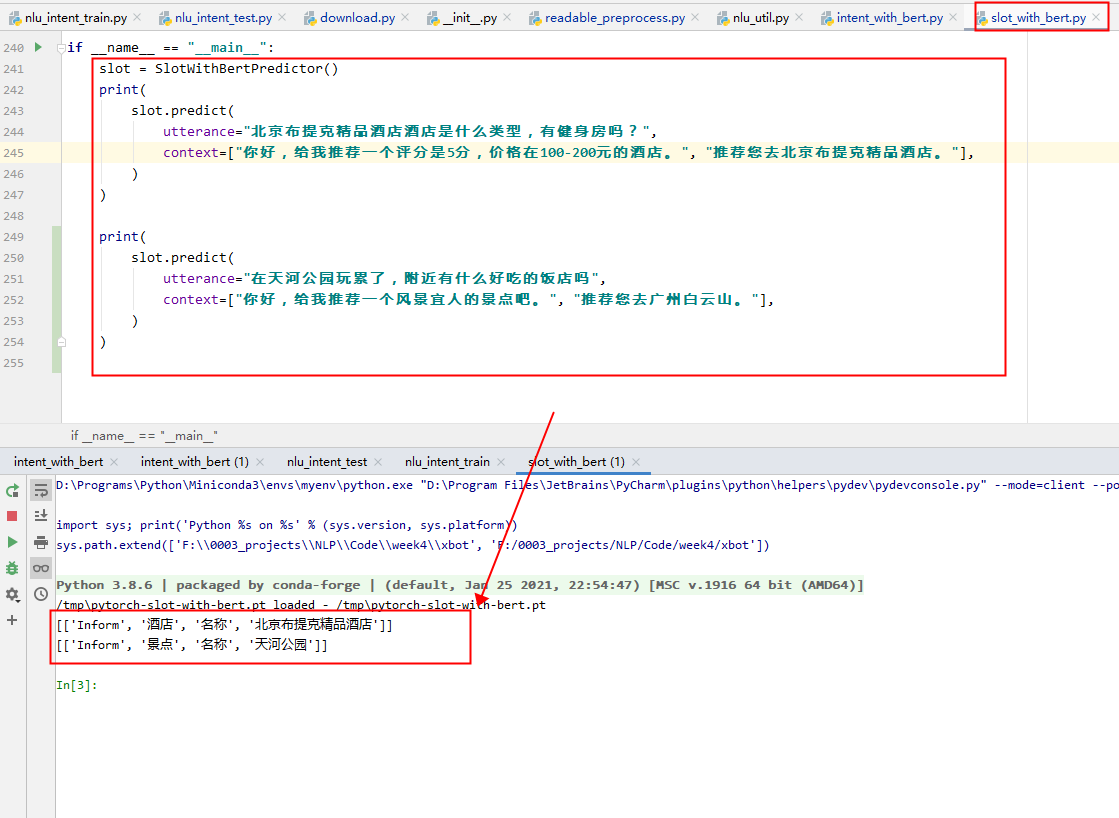 nlu_intent_train.py nlu_intent_test.py download.py __init__.py readable_preprocess.py nlu_util.py intent_with_bert.py slot_with_bert.py
240 if __name__ == "__main__":
241 slot = SlotWithBertPredictor()
242 print(
243 slot.predict(
244 utterance="北京布提克精品酒店酒店是什么类型，有健身房吗？",
245 context=["你好，给我推荐一个评分是5分，价格在100-200元的酒店。", "推荐您去北京布提克精品酒店。"],
246 )
247 )
248
249 print(
250 slot.predict(
251 utterance="在天河公园玩累了，附近有什么好吃的饭店吗",
252 context=["你好，给我推荐一个风景宜人的景点吧。", "推荐您去广州白云山。"],
253 )
254 )
255
if __name__ == "__main__"
intent_with_bert intent_with_bert (1) nlu_intent_test nlu_intent_train slot_with_bert (1)
D:\Programs\Python\Miniconda3\envs\myenv\python.exe "D:\Program Files\JetBrains\PyCharm\plugins\python\helpers\pydev\pydevconsole.py" --mode=client --po
import sys; print('Python %s on %s' % (sys.version, sys.platform))
sys.path.extend(['F:\\0003_projects\\NLP\\Code\\week4\\xbot', 'F:/0003_projects/NLP/Code/week4/xbot'])
Python 3.8.6 | packaged by conda-forge | (default, Jan 25 2021, 22:54:47) [MSC v.1916 64 bit (AMD64)]
/tmp\pytorch-slot-with-bert.pt loaded - /tmp\pytorch-slot-with-bert.pt
[['Inform', '酒店', '名称', '北京布提克精品酒店']]
[['Inform', '景点', '名称', '天河公园']]
In[3]: